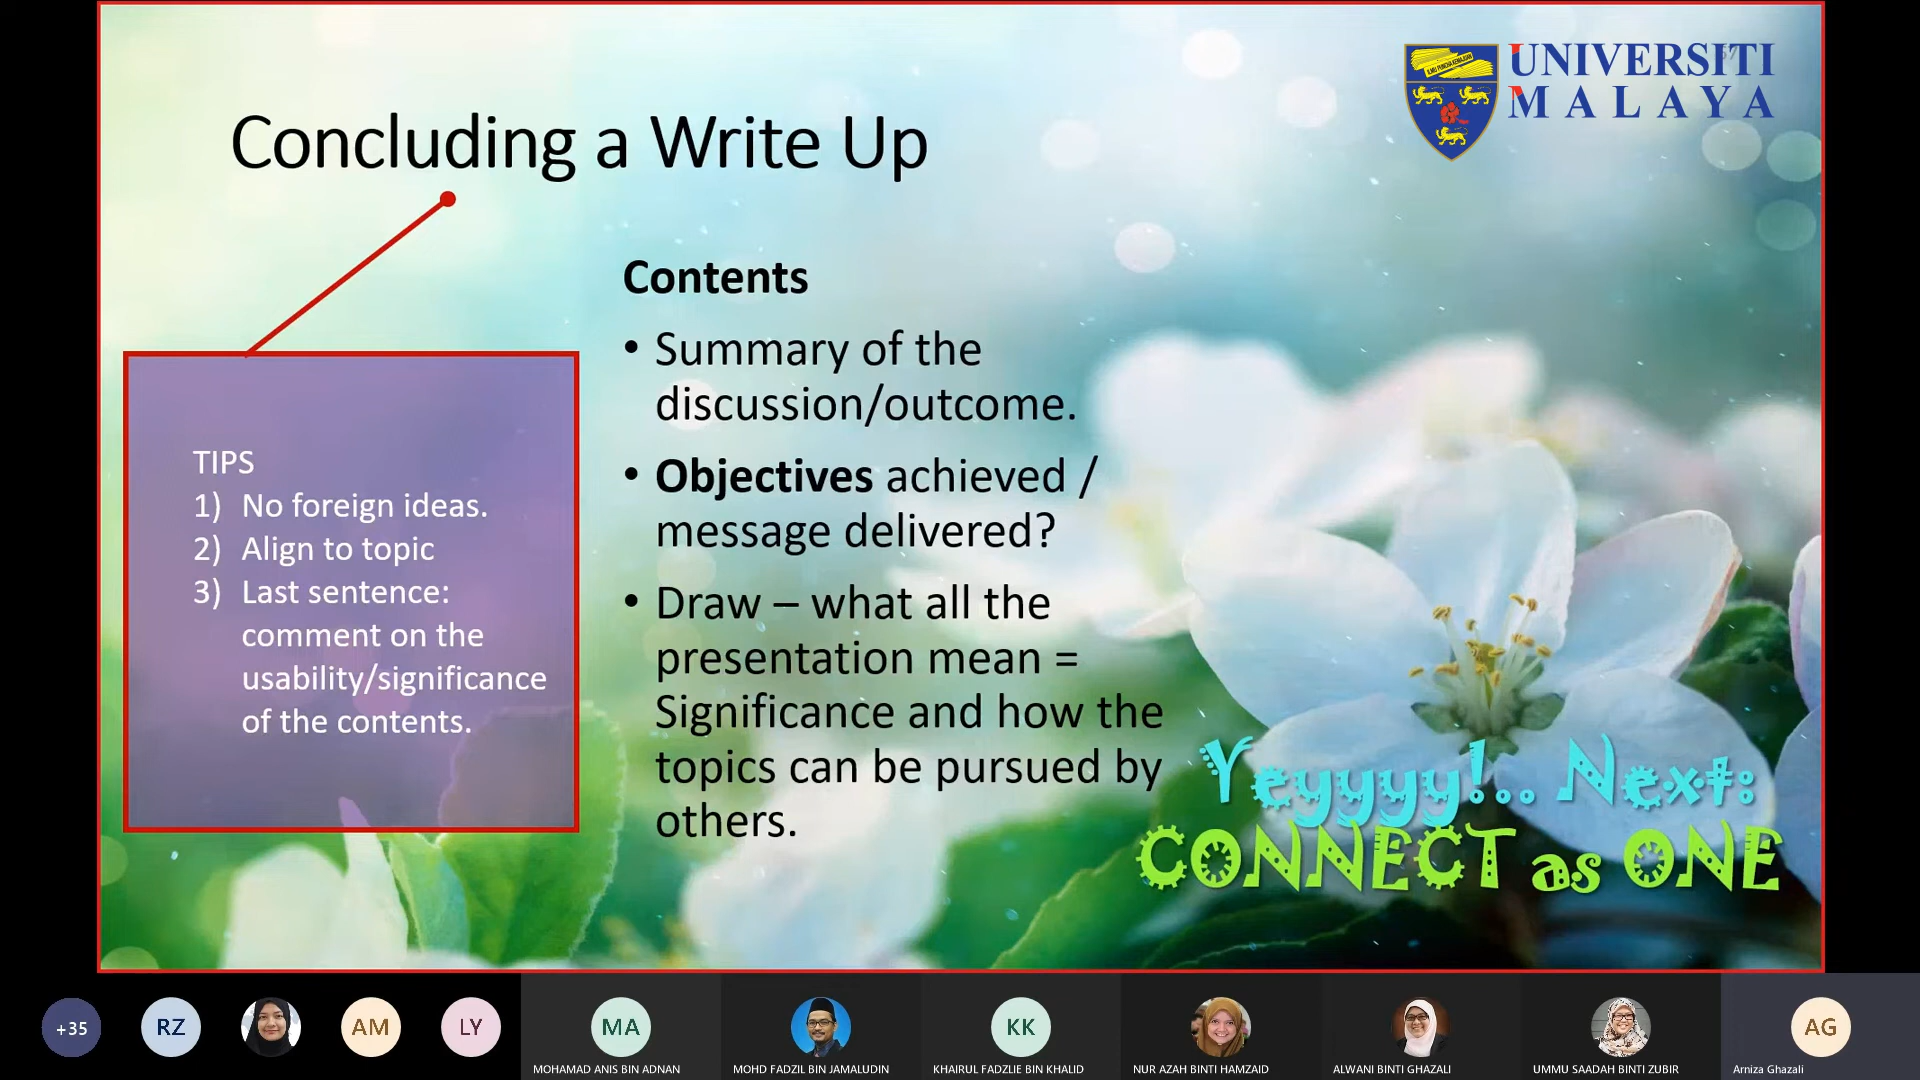 UNIVERSITI
MALAYA
Concluding a Write Up
TIPS
1) No foreign ideas.
2) Align to topic
3) Last sentence:
comment on the
usability/significance
of the contents.
Contents
• Summary of the
discussion/outcome.
• Objectives achieved /
message delivered?
• Draw – what all the
presentation mean =
Significance and how the
topics can be pursued by
others.
Yeyyyy!.. Next:
CONNECT as ONE
+35
RZ
AM
LY
MA
KK
AG
MOHAMAD ANIS BIN ADNAN
MOHD FADZIL BIN JAMALUDIN
KHAIRUL FADZLIE BIN KHALID
NUR AZAH BINTI HAMZAID
ALWANI BINTI GHAZALI
UMMU SAADAH BINTI ZUBIR
Arniza Ghazali